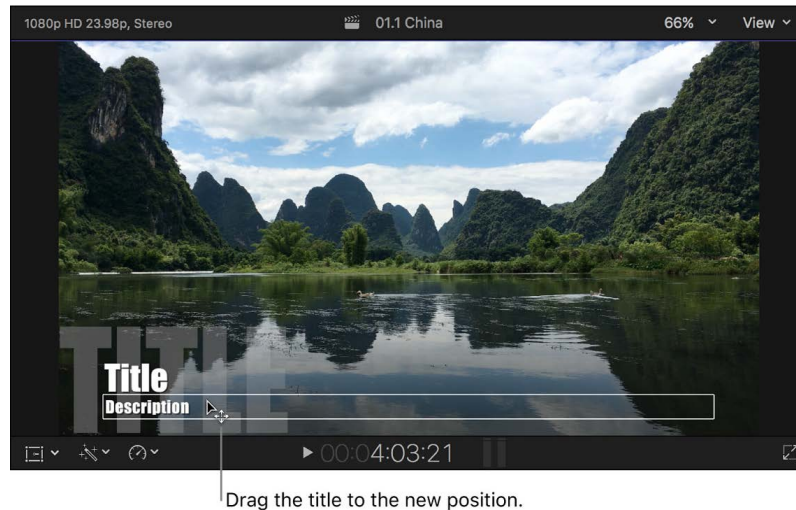 1080p HD 23.98p, Stereo 01.1 China 66% View
TITLE
Title
Description
00:04:03:21
Drag the title to the new position.